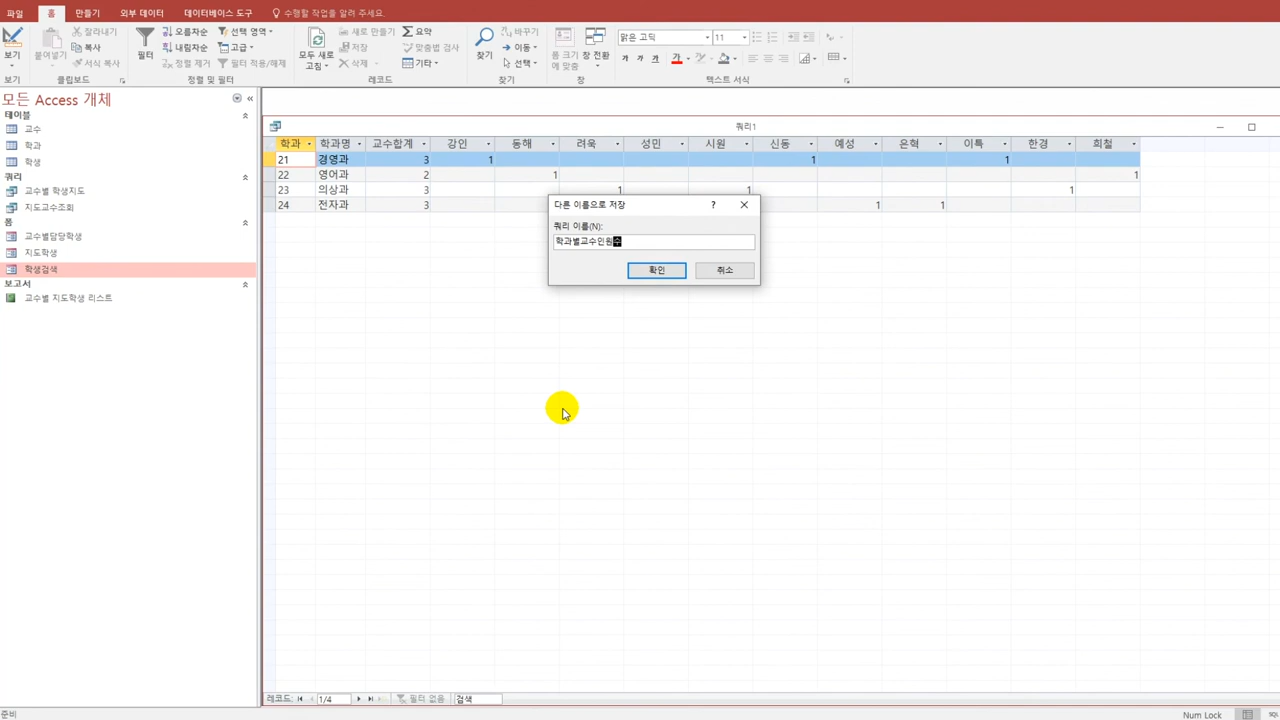 파일 홈 만들기 외부 데이터 데이터베이스 도구 수행할 작업을 알려 주세요.
잘라내기 오름차순 선택 영역 새로 만들기 요약 바꾸기 맑은 고딕 11
보기 붙여넣기 복사 필터 내림차순 고급 모두 새로 고침 저장 맞춤법 검사 찾기 이동 폼 크기에 맞춤 창 전환
서식 복사 정렬 제거 필터 적용/해제 삭제 기타 선택 가 가 가 가
보기 클립보드 정렬 및 필터 레코드 찾기 창 텍스트 서식
모든 Access 개체
테이블
교수
학과
학생
쿼리
교수별 학생지도
지도교수조회
폼
교수별담당학생
지도학생
학생검색
보고서
교수별 지도학생 리스트
쿼리1
학과 학과명 교수합계 강인 동해 려욱 성민 시원 신동 예성 은혁 이특 한경 희철
21 경영과 3 1 1 1
22 영어과 2 1 1
23 의상과 3 1 1 1
24 전자과 3 1 1
다른 이름으로 저장 ?
쿼리 이름(N):
학과별교수인원수
확인 취소
레코드: 1/4 필터 없음 검색
준비 Num Lock SQL